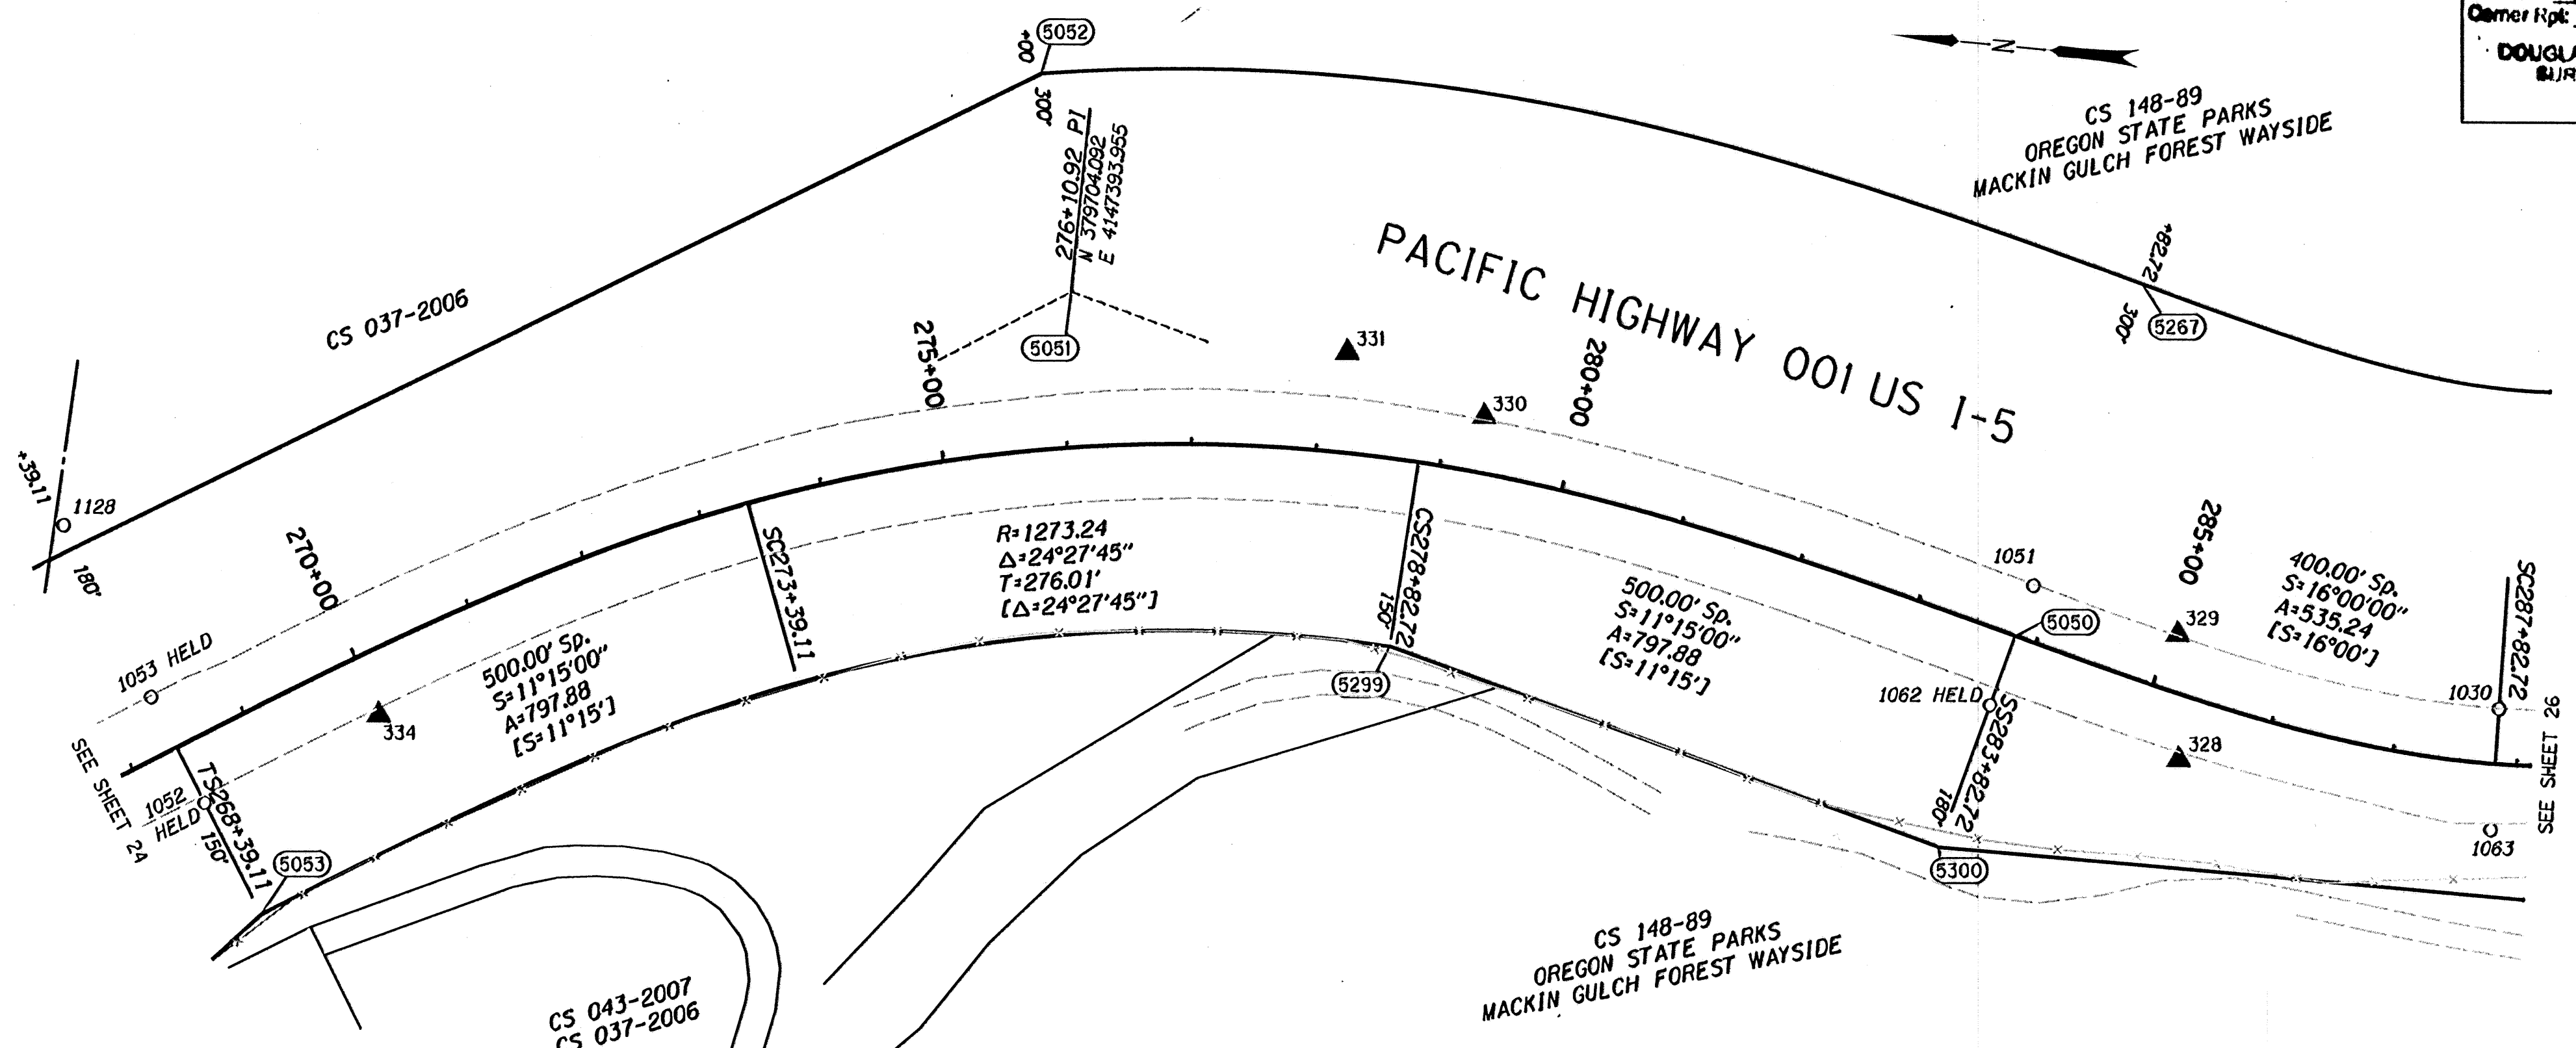 Corner Rpt:
+00
5052
300'
276+10.92 PI
N 379704.092
E 4147393.955
5051
CS 148-89
OREGON STATE PARKS
MACKIN GULCH FOREST WAYSIDE
N
PACIFIC HIGHWAY 001 US I-5
+82.72
300'
5267
CS 037-2006
+39.11
1128
180'
270+00
275+00
280+00
285+00
331
330
1053 HELD
334
SEE SHEET 24
1052
HELD
TS268+39.11
150'
5053
500.00' Sp.
S=11°15'00"
A=797.88
[S=11°15']
SC273+39.11
R=1273.24
Δ=24°27'45"
T=276.01'
[Δ=24°27'45"]
CS278+82.72
150'
5299
500.00' Sp.
S=11°15'00"
A=797.88
[S=11°15']
1051
5050
329
1062 HELD
SS283+82.72
180'
5300
328
400.00' Sp.
S=16°00'00"
A=535.24
[S=16°00']
SC287+82.72
1030
1063
SEE SHEET 26
CS 043-2007
CS 037-2006
CS 148-89
OREGON STATE PARKS
MACKIN GULCH FOREST WAYSIDE